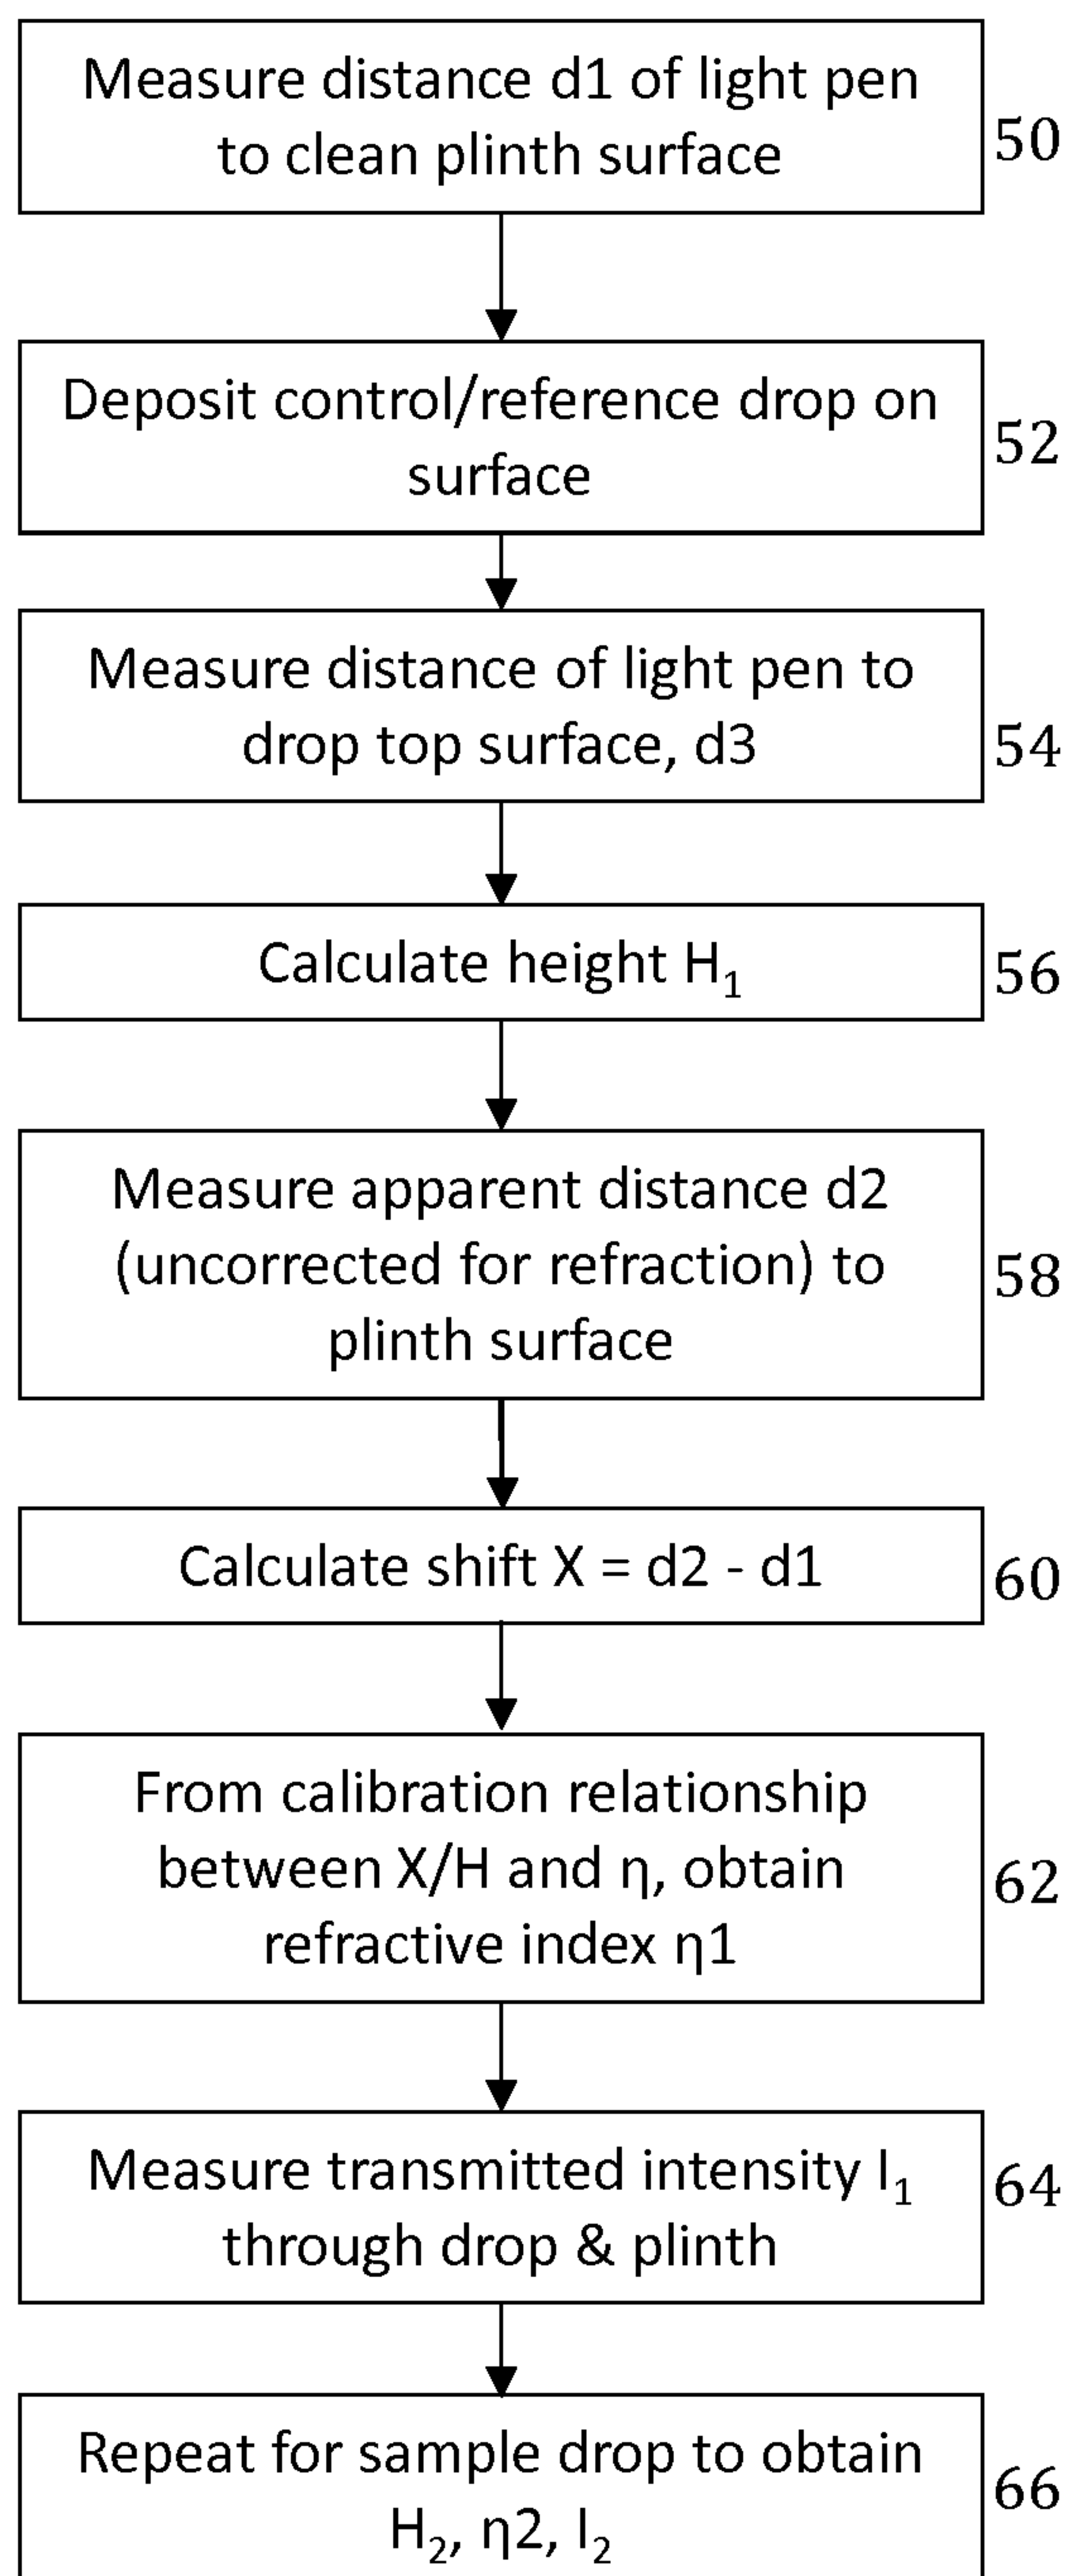 Measure distance d1 of light pen
to clean plinth surface
50
Deposit control/reference drop on
surface
52
Measure distance of light pen to
drop top surface, d3
54
Calculate height H₁
56
Measure apparent distance d2
(uncorrected for refraction) to
plinth surface
58
Calculate shift X = d2 - d1
60
From calibration relationship
between X/H and η, obtain
refractive index η1
62
Measure transmitted intensity I₁
through drop & plinth
64
Repeat for sample drop to obtain
H₂, η2, I₂
66